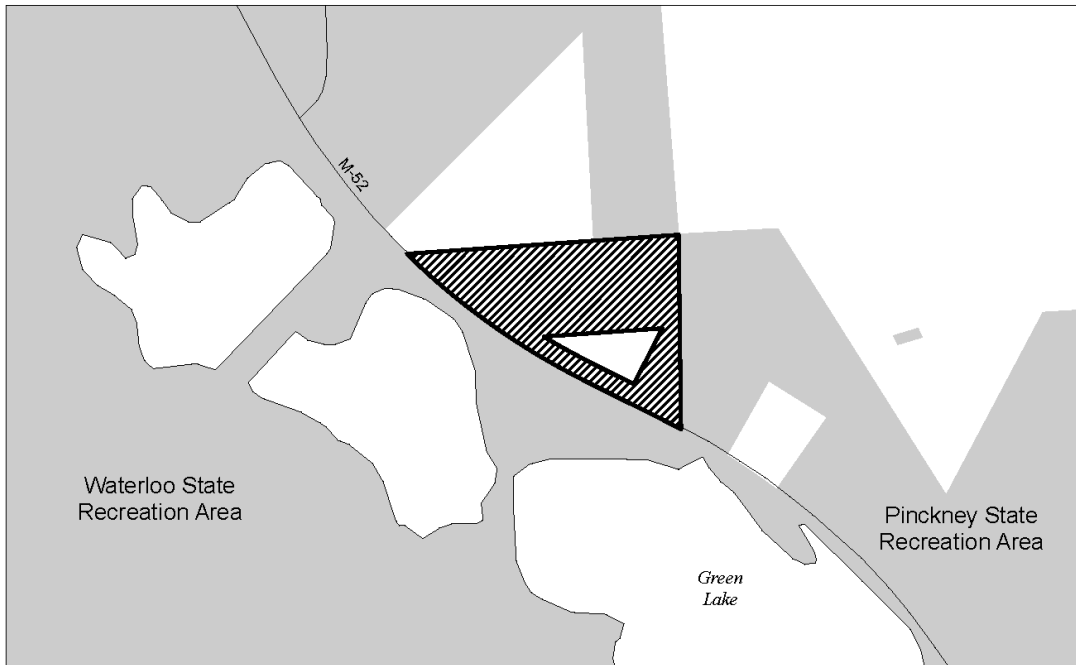 M-52
Waterloo State
Recreation Area
Pinckney State
Recreation Area
Green
Lake